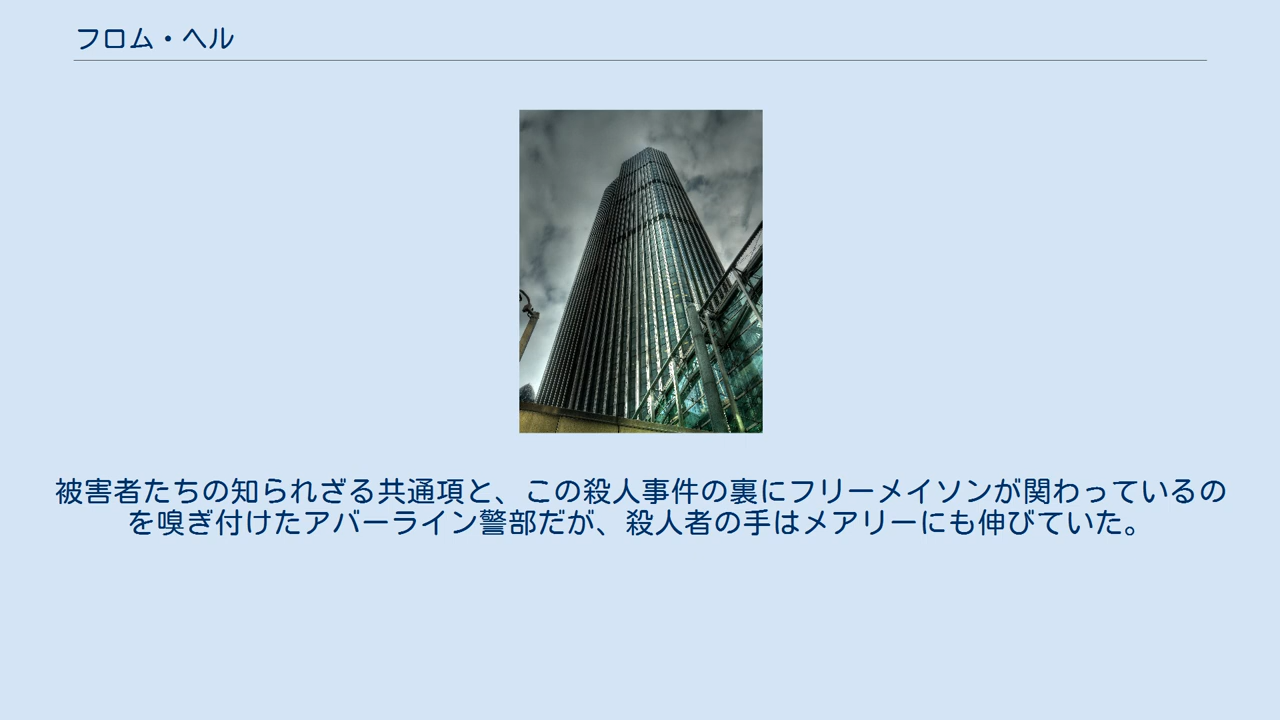 フロム・ヘル
被害者たちの知られざる共通項と、この殺人事件の裏にフリーメイソンが関わっているの
を嗅ぎ付けたアバーライン警部だが、殺人者の手はメアリーにも伸びていた。